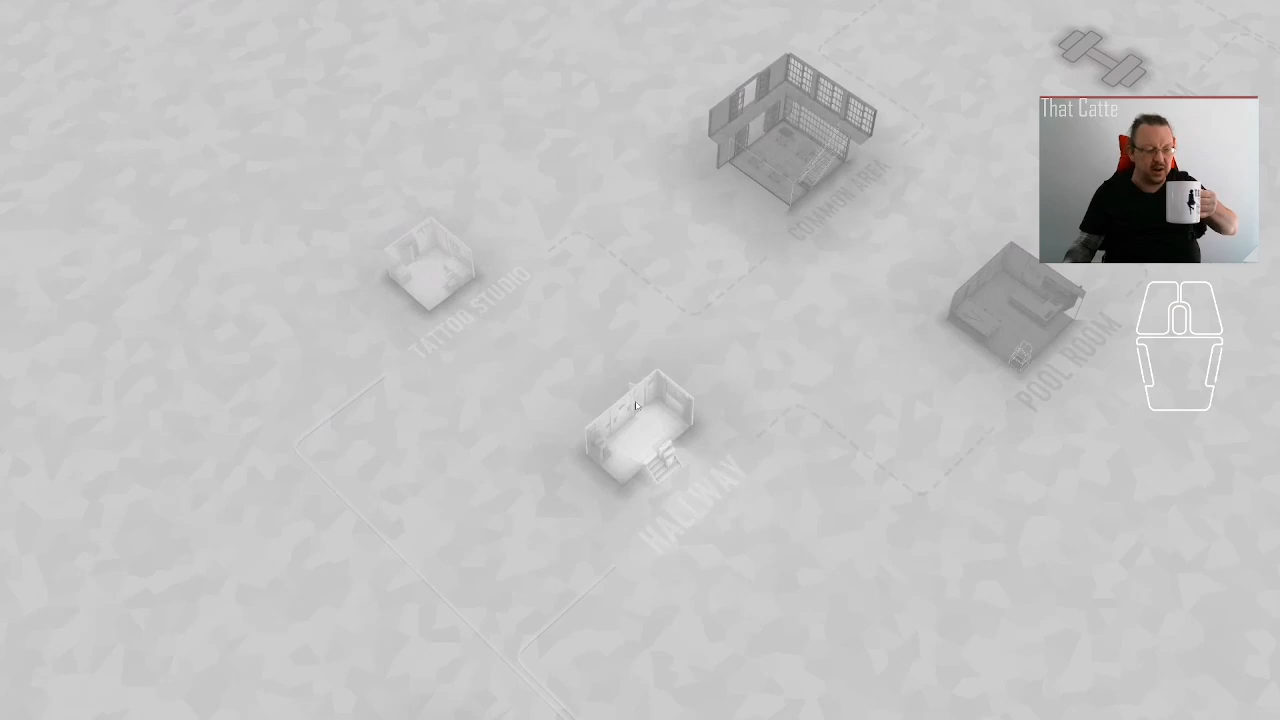 That Catte
COMMON AREA
TATTOO STUDIO
POOL ROOM
HALLWAY